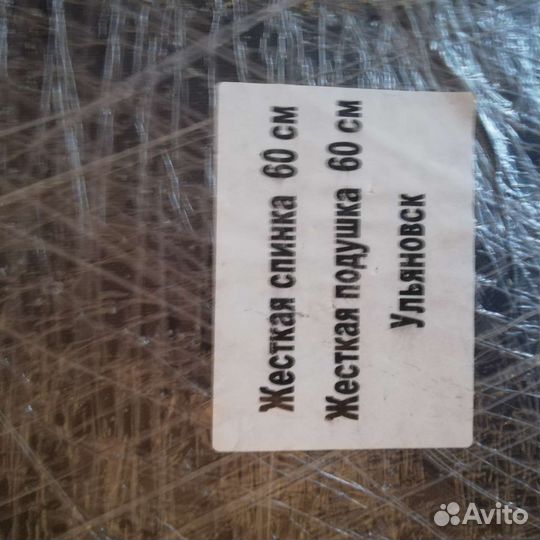 Жесткая спинка 60 см
Жесткая подушка 60 см
Ульяновск
Avito